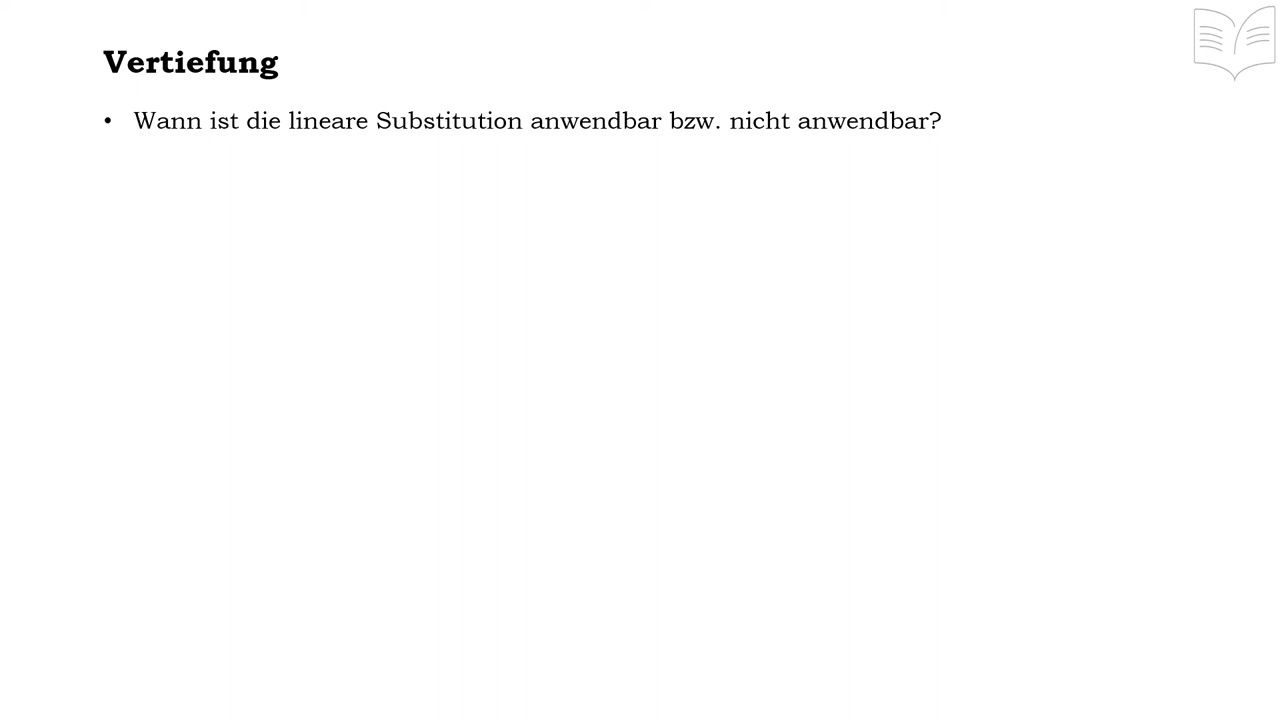 Vertiefung
• Wann ist die lineare Substitution anwendbar bzw. nicht anwendbar?